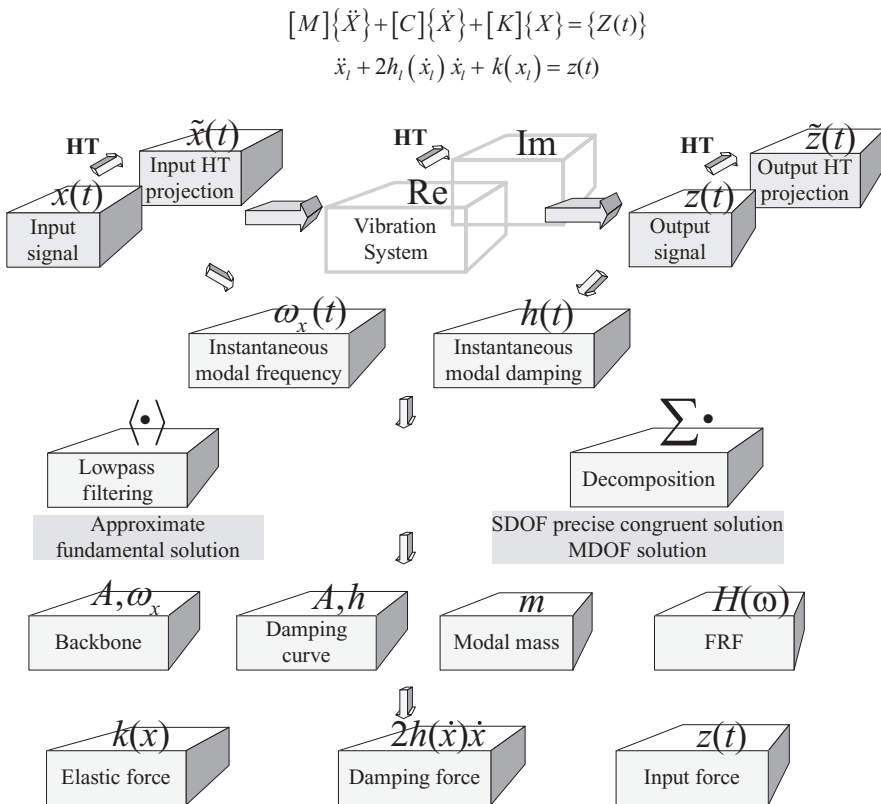 [M]{Ẍ}+[C]{Ẋ}+[K]{X}={Z(t)}
ẍ_l + 2h_l(ẋ_l) ẋ_l + k(x_l) = z(t)
HT x̃(t) HT Im HT z̃(t)
Input HT projection
Output HT projection
x(t) Re z(t)
Input signal
Vibration System
Output signal
ω_x(t) h(t)
Instantaneous modal frequency
Instantaneous modal damping
⟨•⟩ Σ•
Lowpass filtering
Decomposition
Approximate fundamental solution
SDOF precise congruent solution
MDOF solution
A,ω_x A,h m H(ω)
Backbone
Damping curve
Modal mass
FRF
k(x) 2h(ẋ)ẋ z(t)
Elastic force
Damping force
Input force